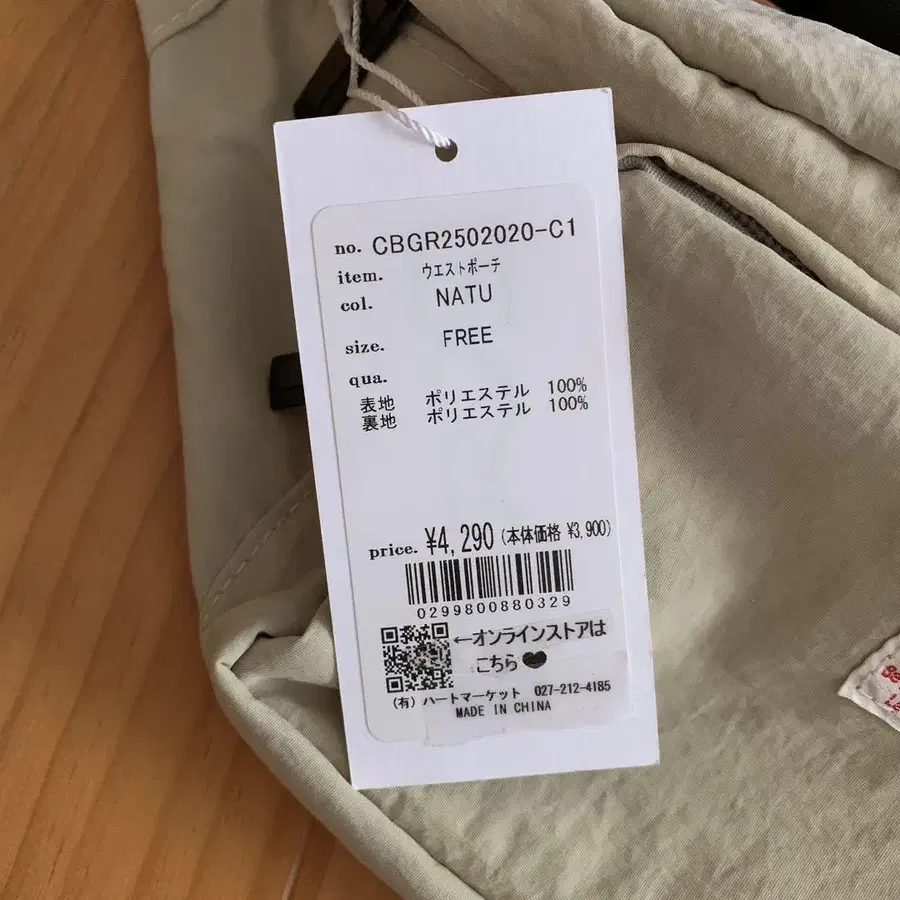 no. CBGR2502020-C1
item. ウエストポーチ
col. NATU
size. FREE
qua.
表地 ポリエステル 100%
裏地 ポリエステル 100%
price. ¥4,290 (本体価格 ¥3,900)
0299800880329
←オンラインストアは
こちら♥
(有) ハートマーケット 027-212-4185
MADE IN CHINA